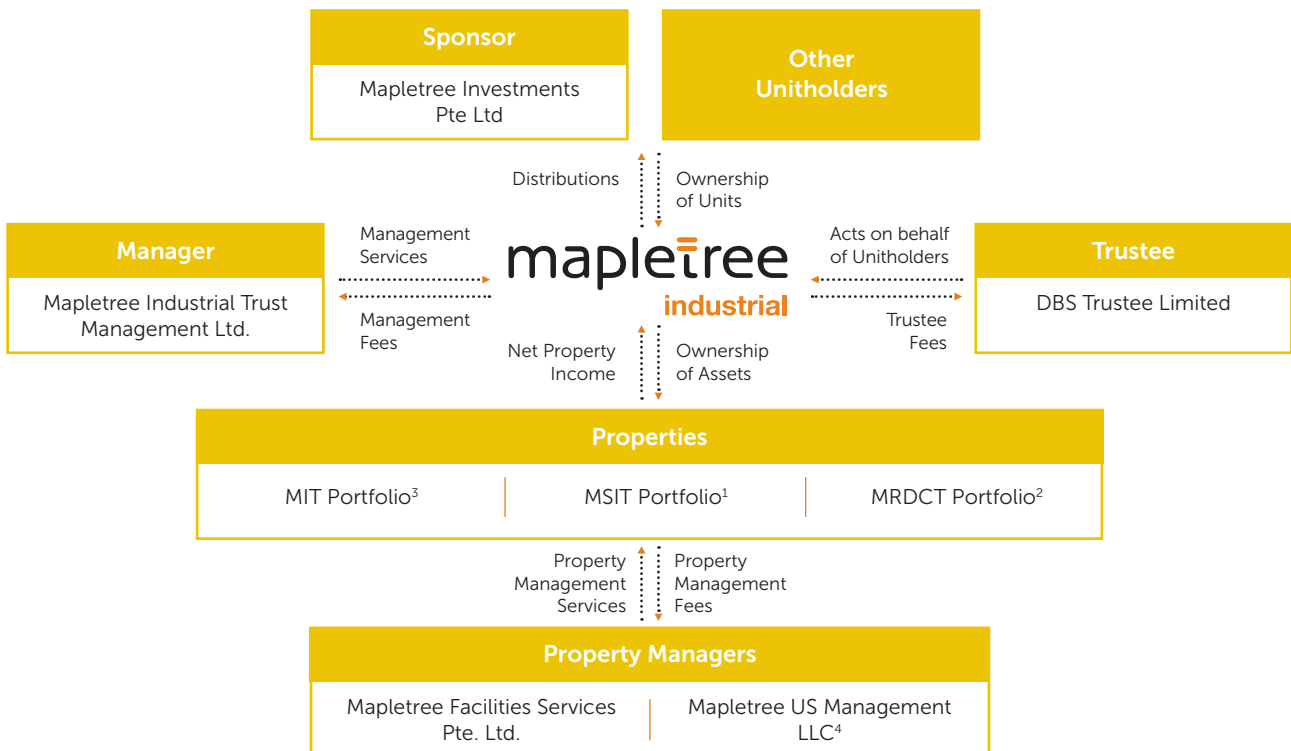 Sponsor
Mapletree Investments
Pte Ltd
Other
Unitholders
Distributions
Ownership
of Units
Manager
Mapletree Industrial Trust
Management Ltd.
Management
Services
Management
Fees
mapletree
industrial
Acts on behalf
of Unitholders
Trustee
Fees
Trustee
DBS Trustee Limited
Net Property
Income
Ownership
of Assets
Properties
MIT Portfolio³
MSIT Portfolio¹
MRDCT Portfolio²
Property
Management
Services
Property
Management
Fees
Property Managers
Mapletree Facilities Services
Pte. Ltd.
Mapletree US Management
LLC⁴